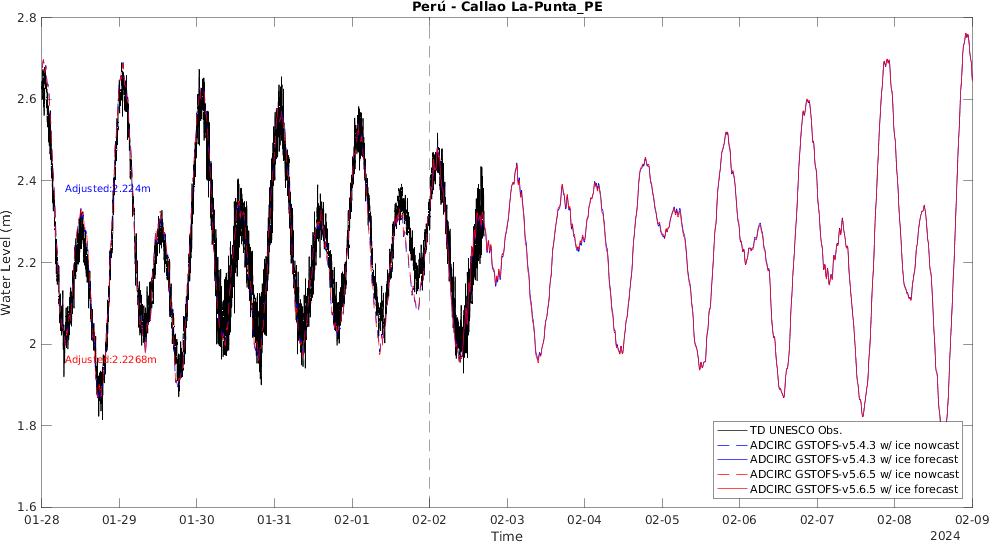 Perú - Callao La-Punta_PE
Water Level (m)
2.8
2.6
2.4
2.2
2
1.8
1.6
Adjusted:2.224m
Adjusted:2.2268m
TD UNESCO Obs.
ADCIRC GSTOFS-v5.4.3 w/ ice nowcast
ADCIRC GSTOFS-v5.4.3 w/ ice forecast
ADCIRC GSTOFS-v5.6.5 w/ ice nowcast
ADCIRC GSTOFS-v5.6.5 w/ ice forecast
01-28 01-29 01-30 01-31 02-01 02-02 02-03 02-04 02-05 02-06 02-07 02-08 02-09
Time
2024